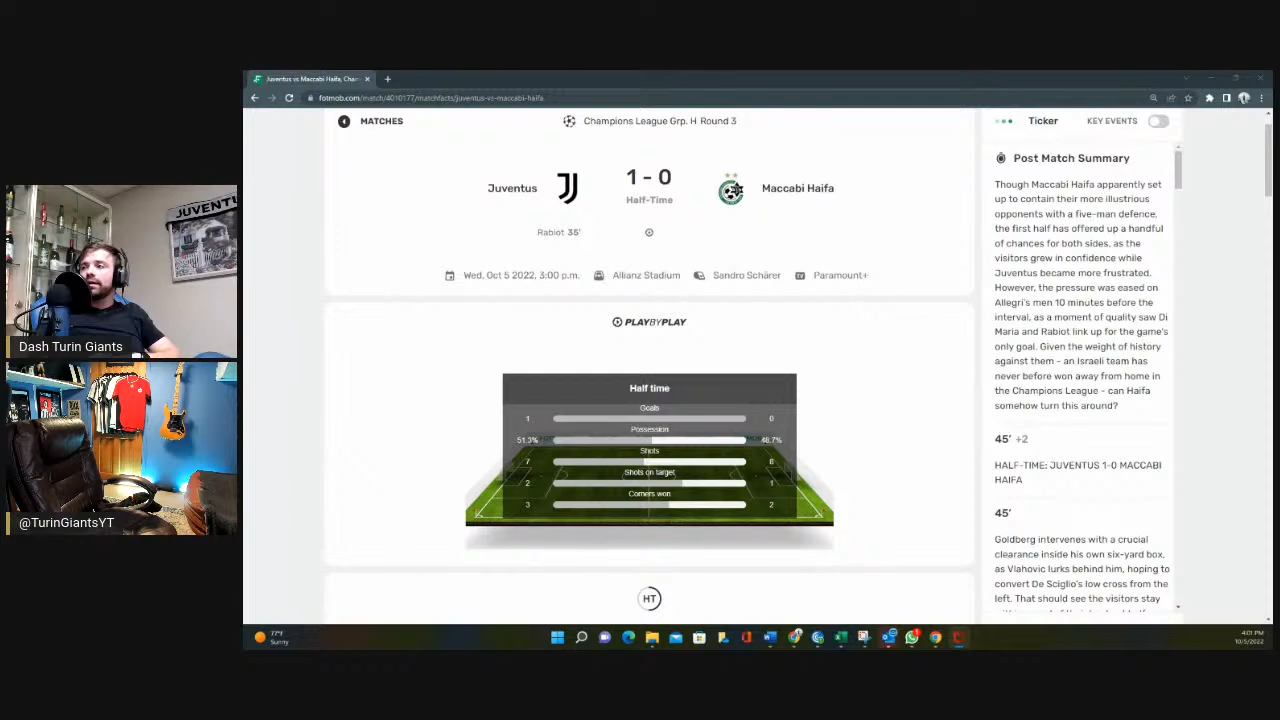 Juventus vs Maccabi Haifa, Cham
fotmob.com/match/4010177/matchfacts/juventus-vs-maccabi-haifa
MATCHES
Champions League Grp. H Round 3
Juventus
1 - 0
Maccabi Haifa
Half-Time
Rabiot 35'
Wed, Oct 5 2022, 3:00 p.m.
Allianz Stadium
Sandro Schärer
Paramount+
PLAYBYPLAY
Half time
Goals
1
0
Possession
51.3%
48.7%
Shots
7
8
Shots on target
2
1
Corners won
3
2
HT
Ticker
KEY EVENTS
Post Match Summary
Though Maccabi Haifa apparently set
up to contain their more illustrious
opponents with a five-man defence,
the first half has offered up a handful
of chances for both sides, as the
visitors grew in confidence while
Juventus became more frustrated.
However, the pressure was eased on
Allegri's men 10 minutes before the
interval, as a moment of quality saw Di
Maria and Rabiot link up for the game's
only goal. Given the weight of history
against them - an Israeli team has
never before won away from home in
the Champions League - can Haifa
somehow turn this around?
45' +2
HALF-TIME: JUVENTUS 1-0 MACCABI
HAIFA
45'
Goldberg intervenes with a crucial
clearance inside his own six-yard box,
as Vlahovic lurks behind him, hoping to
convert De Sciglio's low cross from the
left. That should see the visitors stay
JUVENTU
Dash Turin Giants
@TurinGiantsYT
77°F
Sunny
4:01 PM
10/5/2022